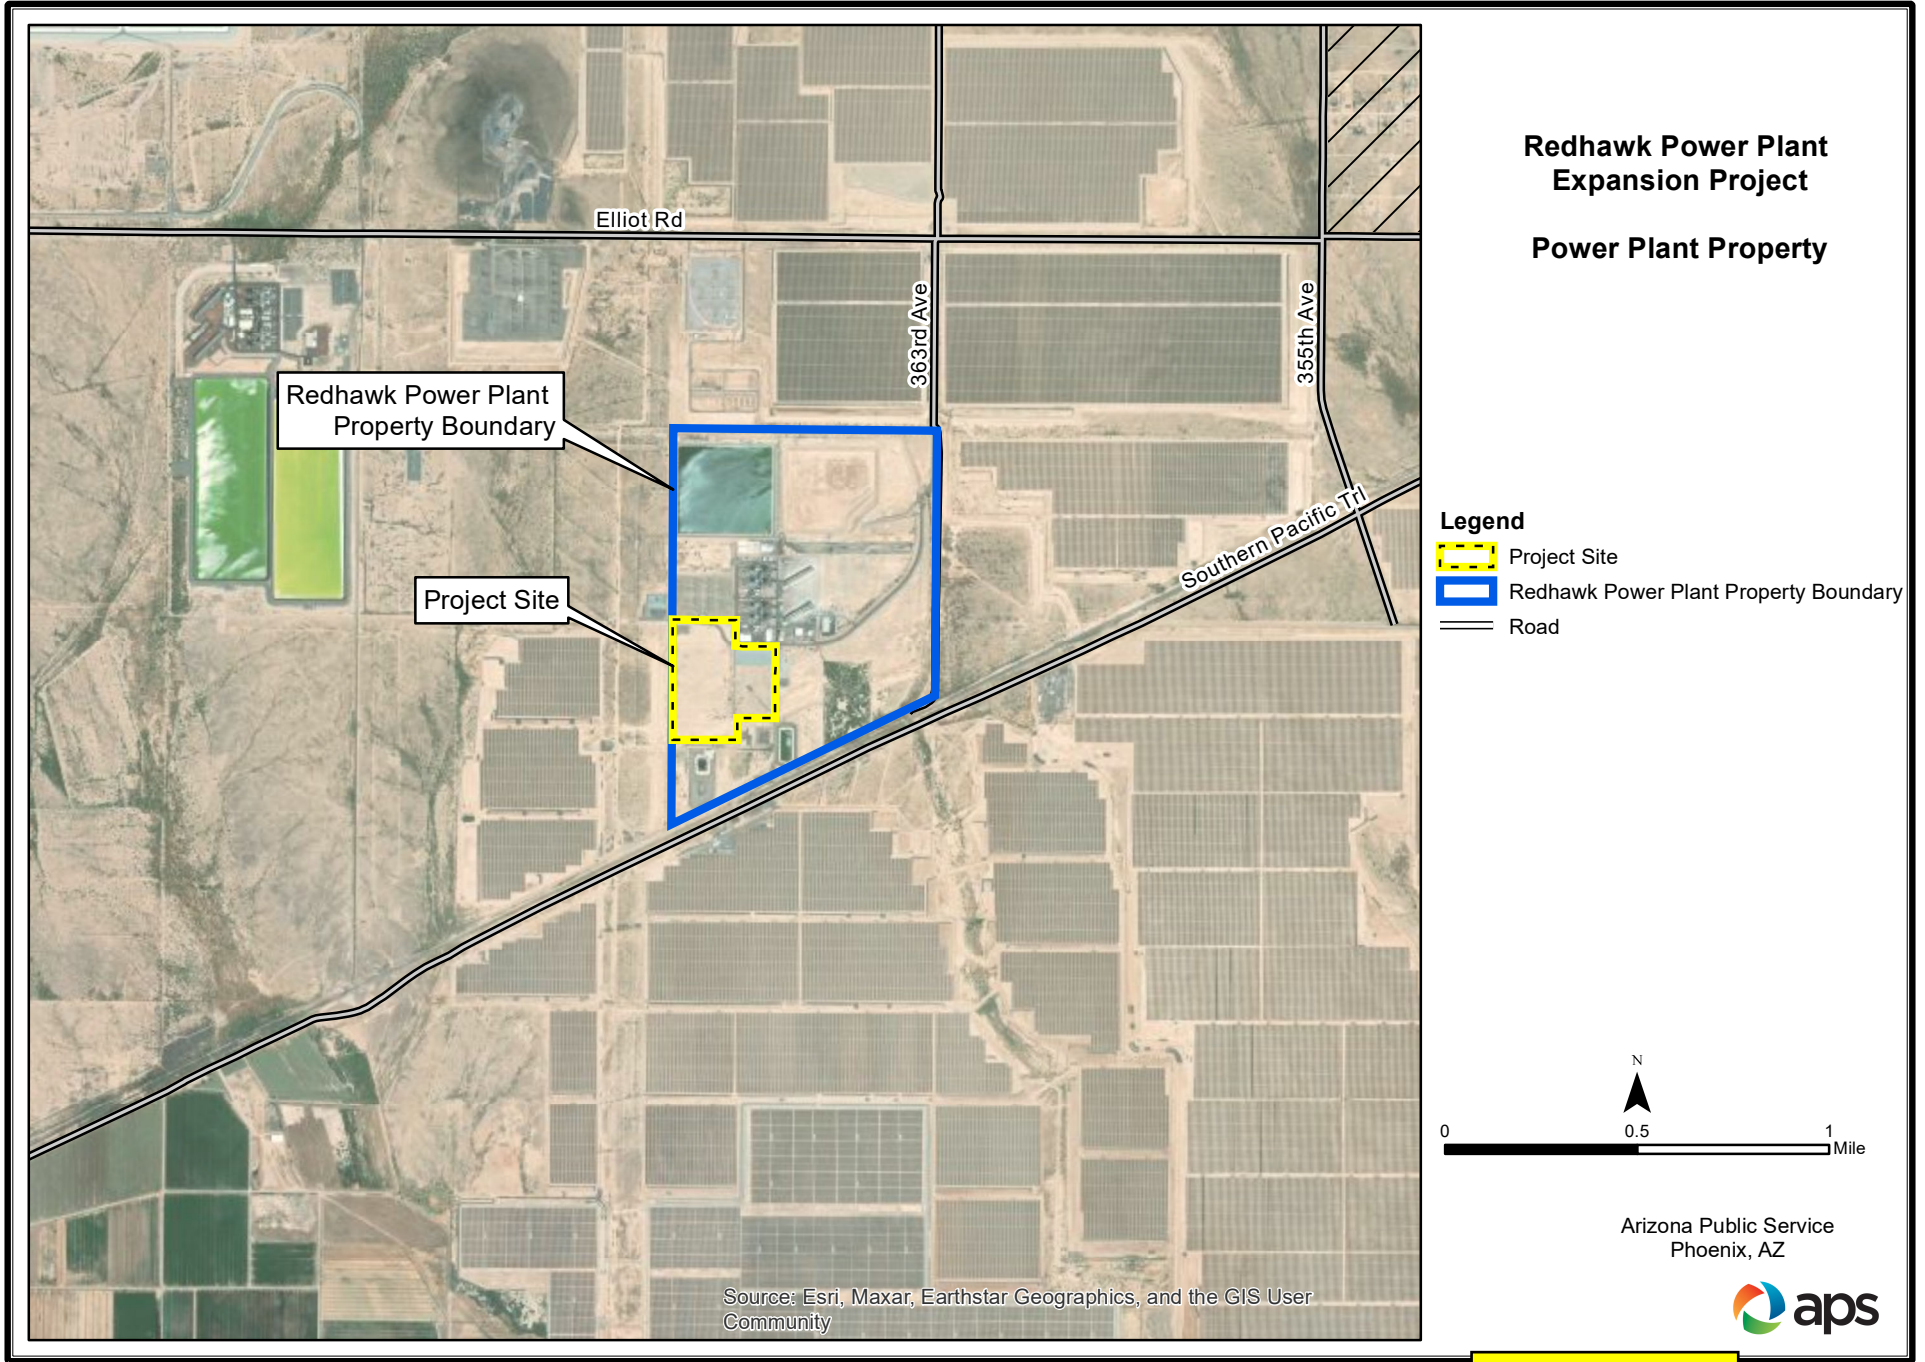 Redhawk Power Plant
Expansion Project
Power Plant Property
Elliot Rd
363rd Ave
355th Ave
Redhawk Power Plant
Property Boundary
Southern Pacific Trl
Project Site
Legend
Project Site
Redhawk Power Plant Property Boundary
Road
N
0 0.5 1
Mile
Arizona Public Service
Phoenix, AZ
aps
Source: Esri, Maxar, Earthstar Geographics, and the GIS User
Community